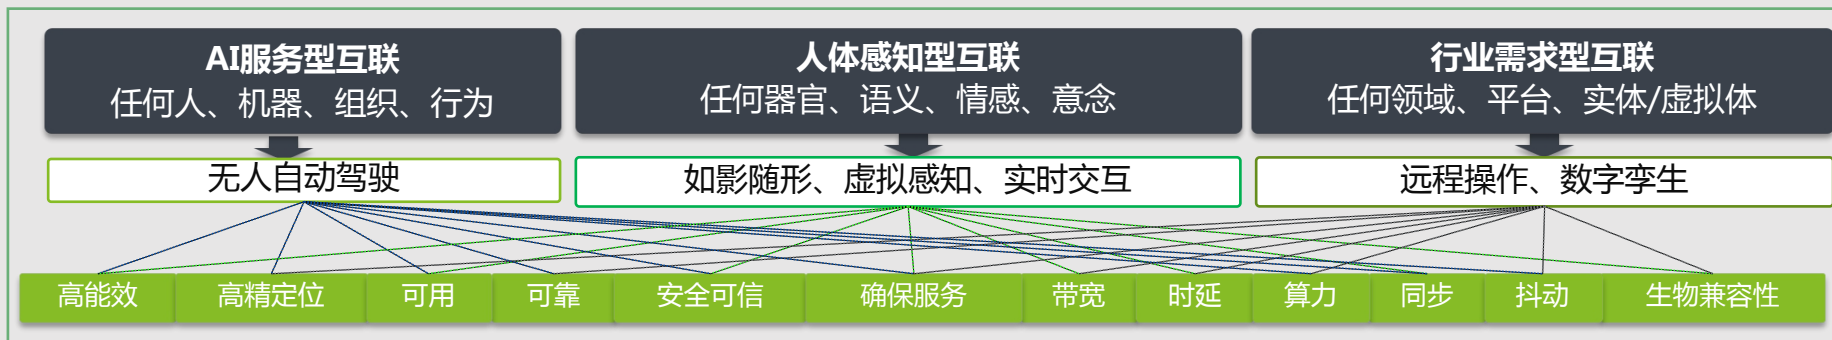 AI服务型互联
任何人、机器、组织、行为
人体感知型互联
任何器官、语义、情感、意念
行业需求型互联
任何领域、平台、实体/虚拟体
无人自动驾驶
如影随形、虚拟感知、实时交互
远程操作、数字孪生
高能效
高精定位
可用
可靠
安全可信
确保服务
带宽
时延
算力
同步
抖动
生物兼容性